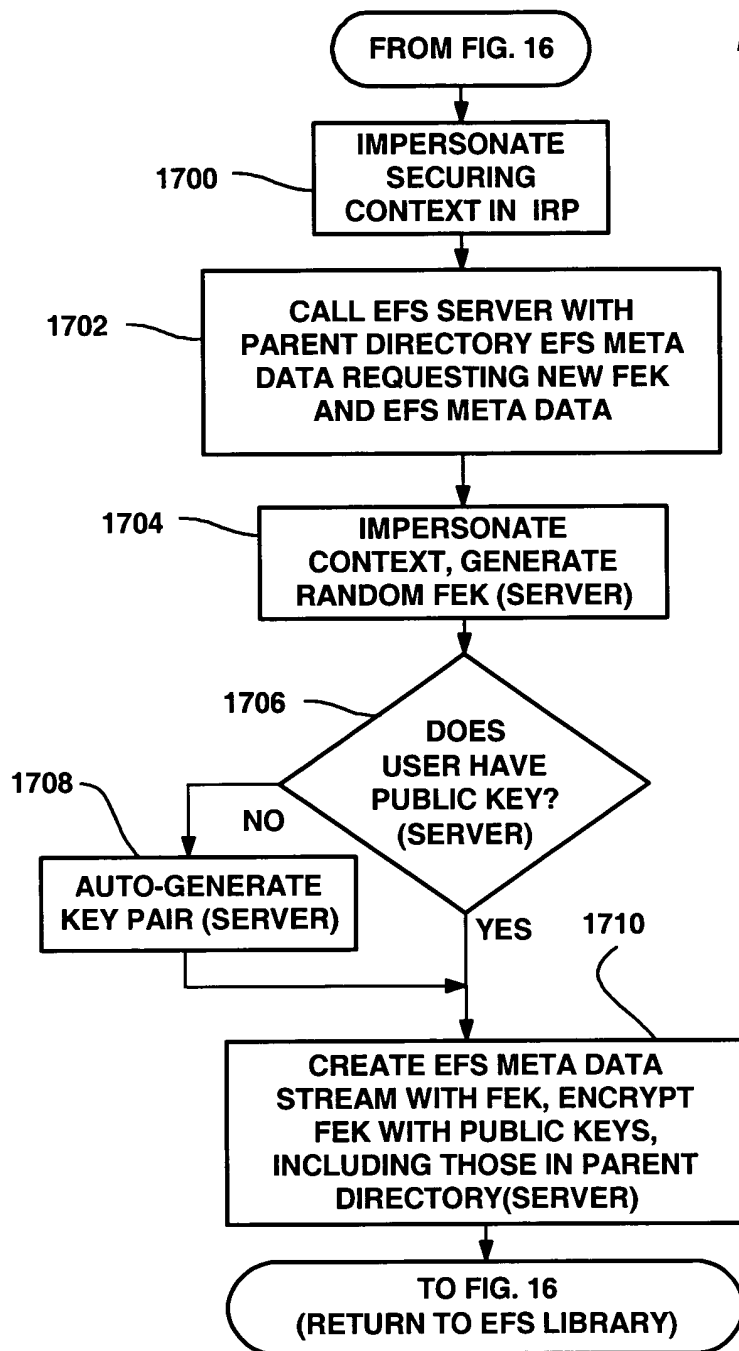 FROM FIG. 16
1700
IMPERSONATE
SECURING
CONTEXT IN IRP
1702
CALL EFS SERVER WITH
PARENT DIRECTORY EFS META
DATA REQUESTING NEW FEK
AND EFS META DATA
1704
IMPERSONATE
CONTEXT, GENERATE
RANDOM FEK (SERVER)
1706
DOES
USER HAVE
PUBLIC KEY?
(SERVER)
1708
NO
AUTO-GENERATE
KEY PAIR (SERVER)
YES
1710
CREATE EFS META DATA
STREAM WITH FEK, ENCRYPT
FEK WITH PUBLIC KEYS,
INCLUDING THOSE IN PARENT
DIRECTORY(SERVER)
TO FIG. 16
(RETURN TO EFS LIBRARY)